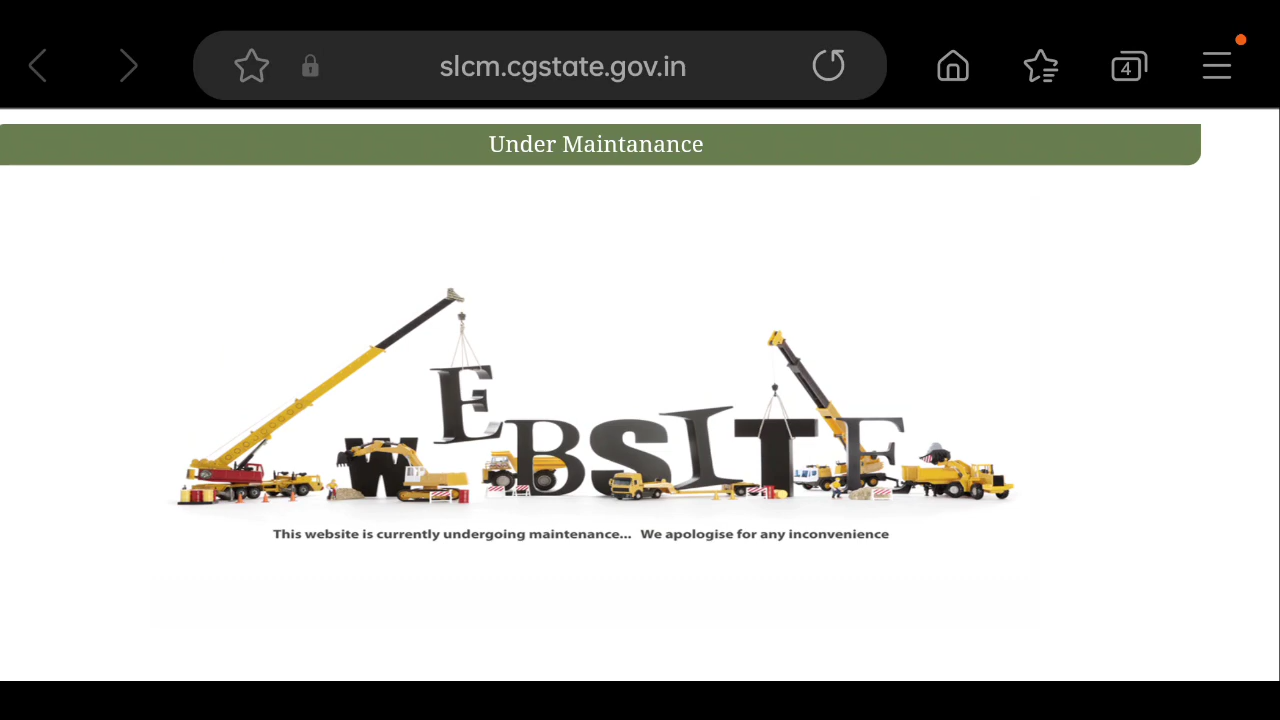 slcm.cgstate.gov.in
4
Under Maintanance
WEBSITE
This website is currently undergoing maintenance... We apologise for any inconvenience